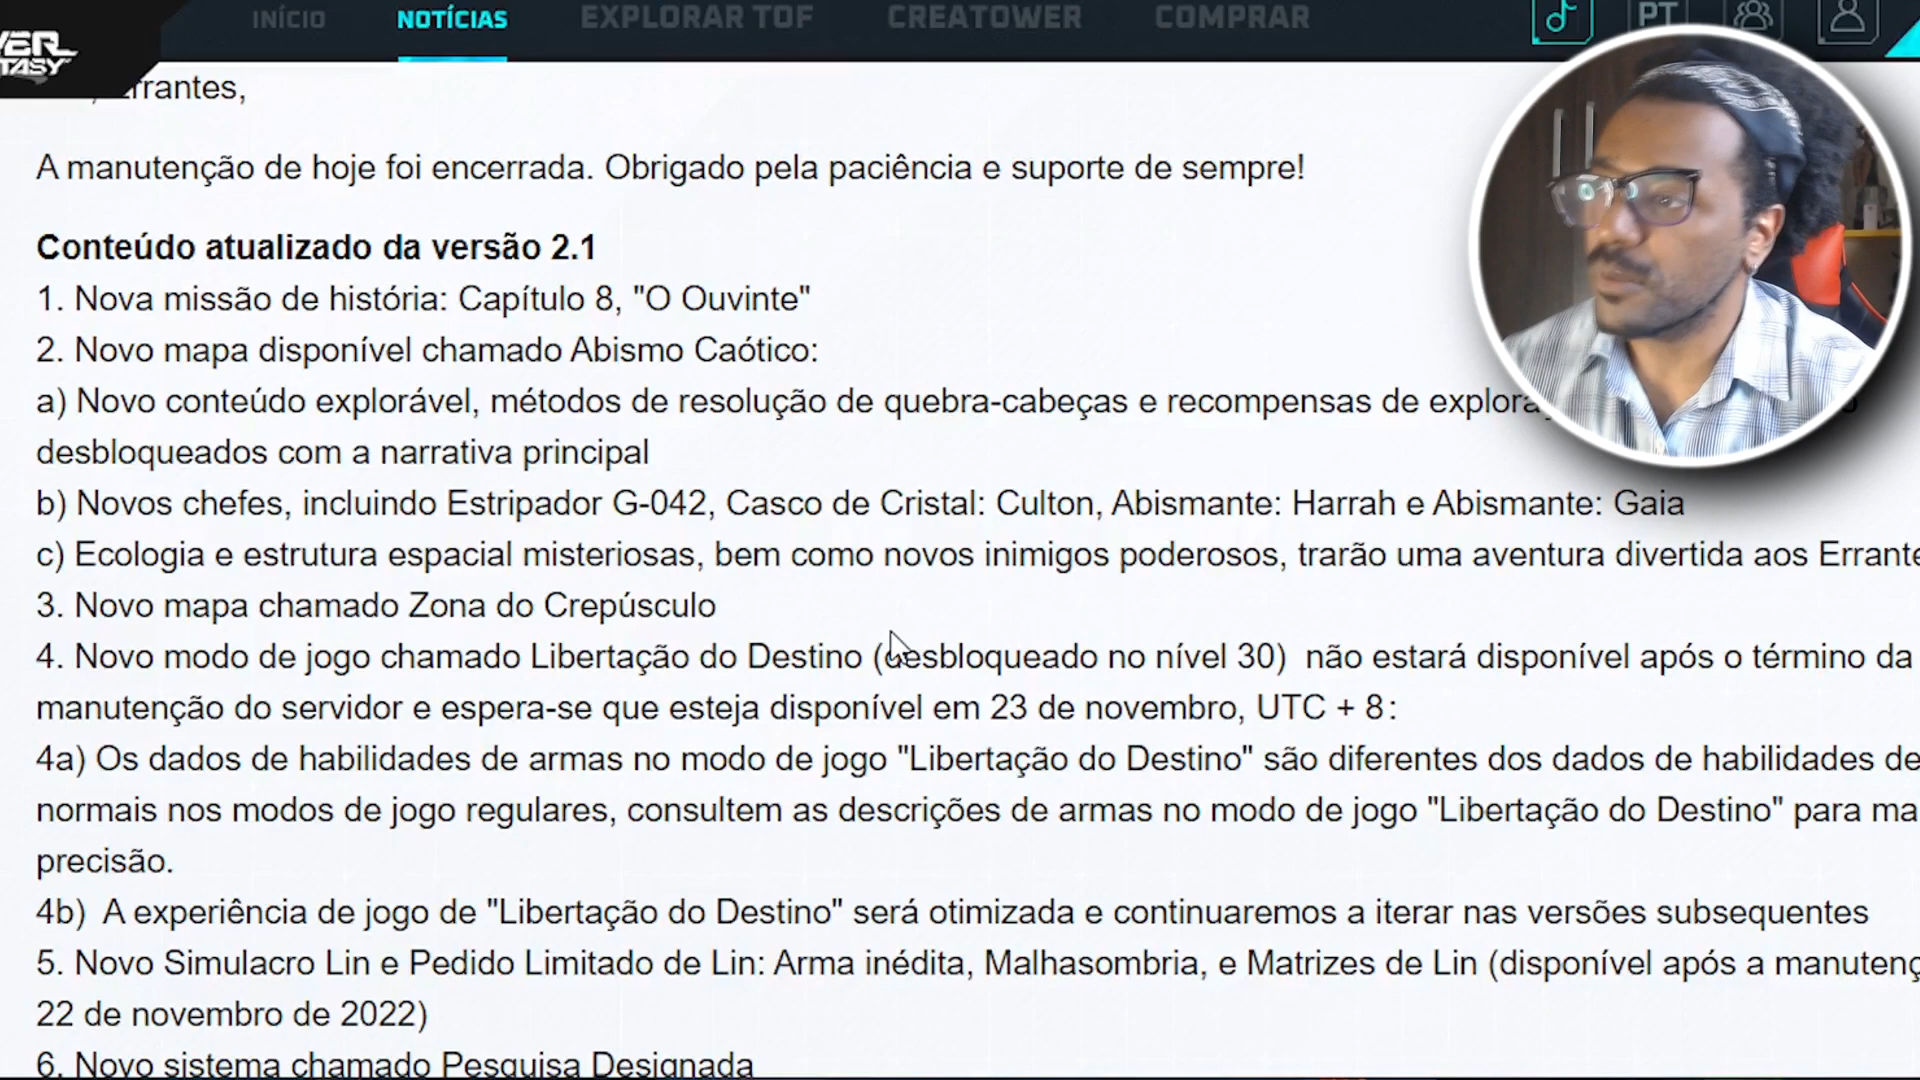 INÍCIO NOTÍCIAS EXPLORAR TOF CREATOWER COMPRAR PT
Errantes,
A manutenção de hoje foi encerrada. Obrigado pela paciência e suporte de sempre!
Conteúdo atualizado da versão 2.1
1. Nova missão de história: Capítulo 8, "O Ouvinte"
2. Novo mapa disponível chamado Abismo Caótico:
a) Novo conteúdo explorável, métodos de resolução de quebra-cabeças e recompensas de
desbloqueados com a narrativa principal
b) Novos chefes, incluindo Estripador G-042, Casco de Cristal: Culton, Abismante: Harrah e Abismante: Gaia
c) Ecologia e estrutura espacial misteriosas, bem como novos inimigos poderosos, trarão uma aventura divertida aos
3. Novo mapa chamado Zona do Crepúsculo
4. Novo modo de jogo chamado Libertação do Destino (desbloqueado no nível 30) não estará disponível após o término da
manutenção do servidor e espera-se que esteja disponível em 23 de novembro, UTC + 8:
4a) Os dados de habilidades de armas no modo de jogo "Libertação do Destino" são diferentes dos dados de habilidades de
normais nos modos de jogo regulares, consultem as descrições de armas no modo de jogo "Libertação do Destino" para
precisão.
4b) A experiência de jogo de "Libertação do Destino" será otimizada e continuaremos a iterar nas versões subsequentes
5. Novo Simulacro Lin e Pedido Limitado de Lin: Arma inédita, Malhasombria, e Matrizes de Lin (disponível após a
22 de novembro de 2022)
6. Novo sistema chamado Pesquisa Designada